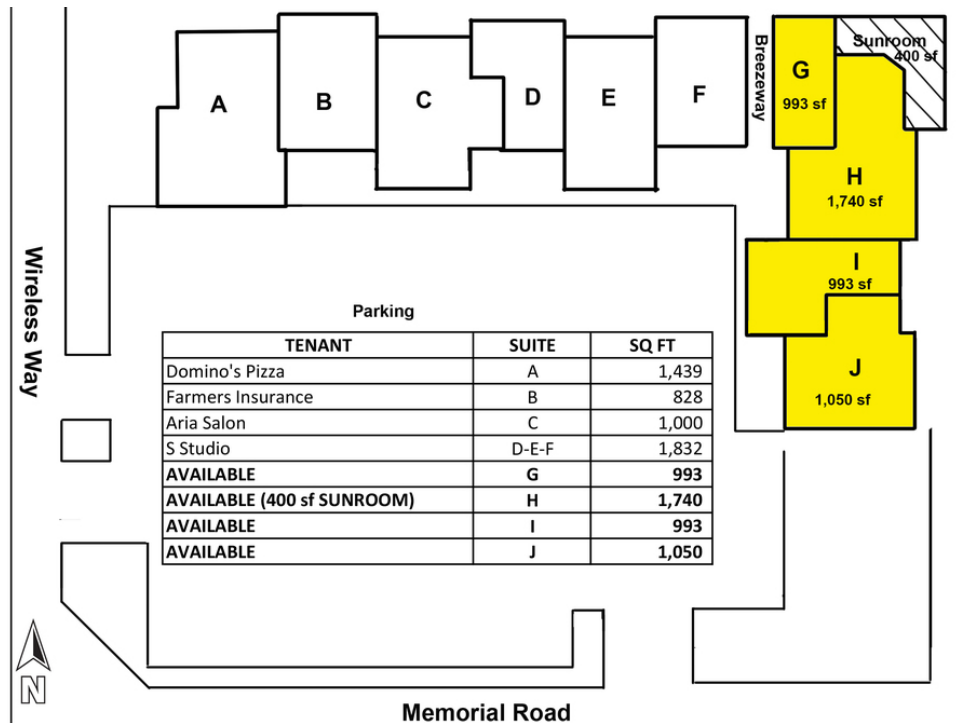 A
B
C
D
E
F
Breezeway
G
993 sf
Sunroom
400 sf
H
1,740 sf
I
993 sf
J
1,050 sf
Wireless Way
Parking
TENANT SUITE SQ FT
Domino's Pizza A 1,439
Farmers Insurance B 828
Aria Salon C 1,000
S Studio D-E-F 1,832
AVAILABLE G 993
AVAILABLE (400 sf SUNROOM) H 1,740
AVAILABLE I 993
AVAILABLE J 1,050
N
Memorial Road